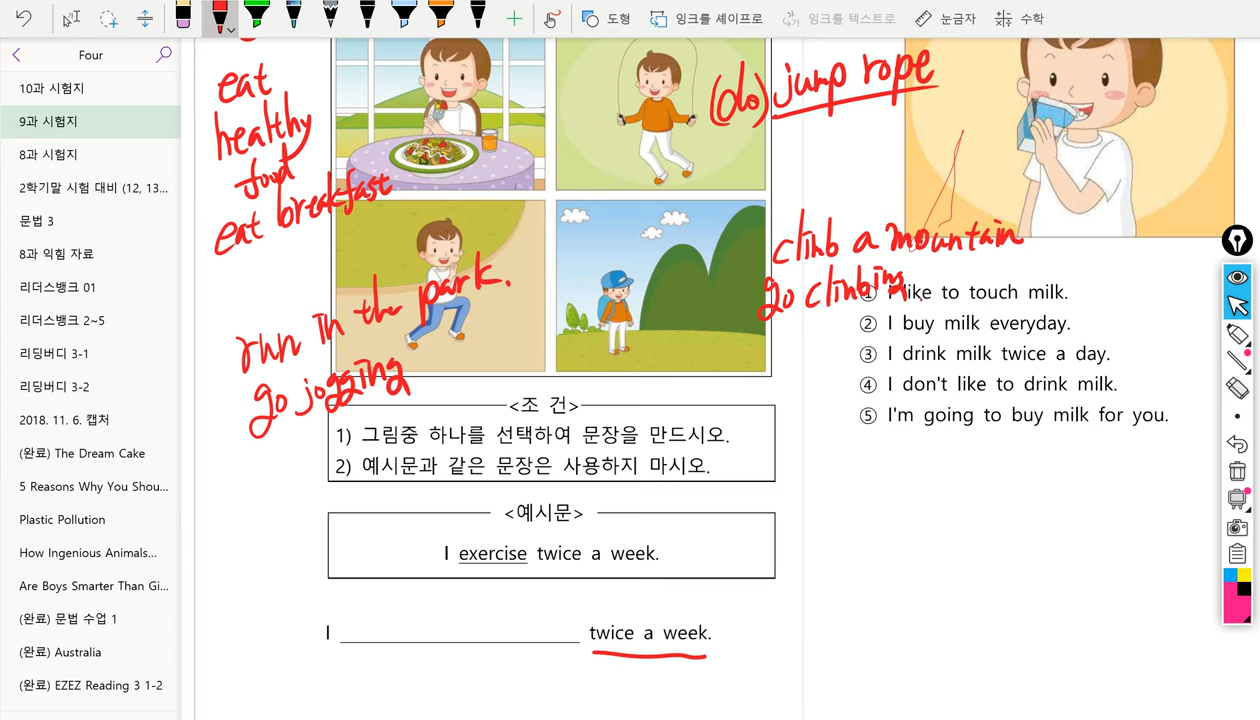 도형
잉크를 셰이프로
잉크를 텍스트로
눈금자
수학
Four
10과 시험지
9과 시험지
8과 시험지
2학기말 시험 대비 (12, 13...
문법 3
8과 익힘 자료
리더스뱅크 01
리더스뱅크 2~5
리딩버디 3-1
리딩버디 3-2
2018. 11. 6. 캡처
(완료) The Dream Cake
5 Reasons Why You Shou...
Plastic Pollution
How Ingenious Animals...
Are Boys Smarter Than Gi...
(완료) 문법 수업 1
(완료) Australia
(완료) EZEZ Reading 3 1-2
eat
healthy
food
eat breakfast
(do) jump rope
run in the park.
go jogging
climb a mountain
go climbing.
<조 건>
1) 그림중 하나를 선택하여 문장을 만드시오.
2) 예시문과 같은 문장은 사용하지 마시오.
<예시문>
I exercise twice a week.
I ____________________ twice a week.
① I like to touch milk.
② I buy milk everyday.
③ I drink milk twice a day.
④ I don't like to drink milk.
⑤ I'm going to buy milk for you.